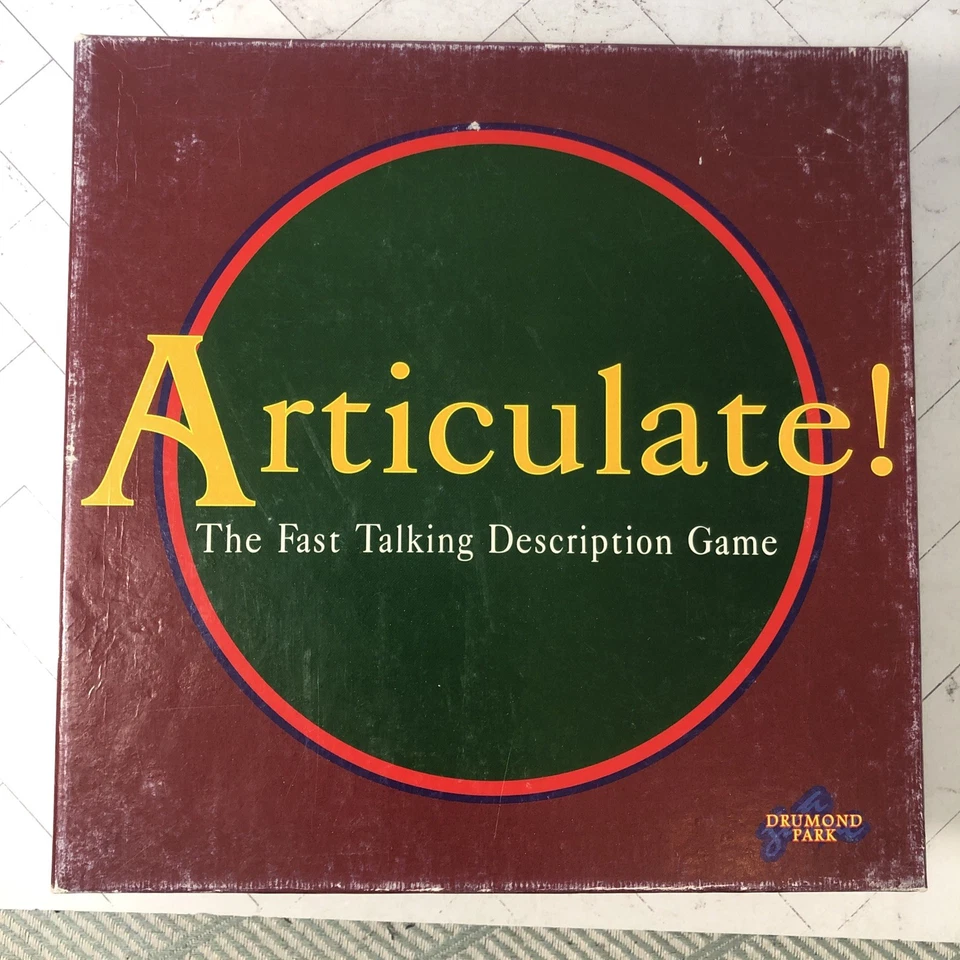 Articulate!
The Fast Talking Description Game
DRUMOND
PARK